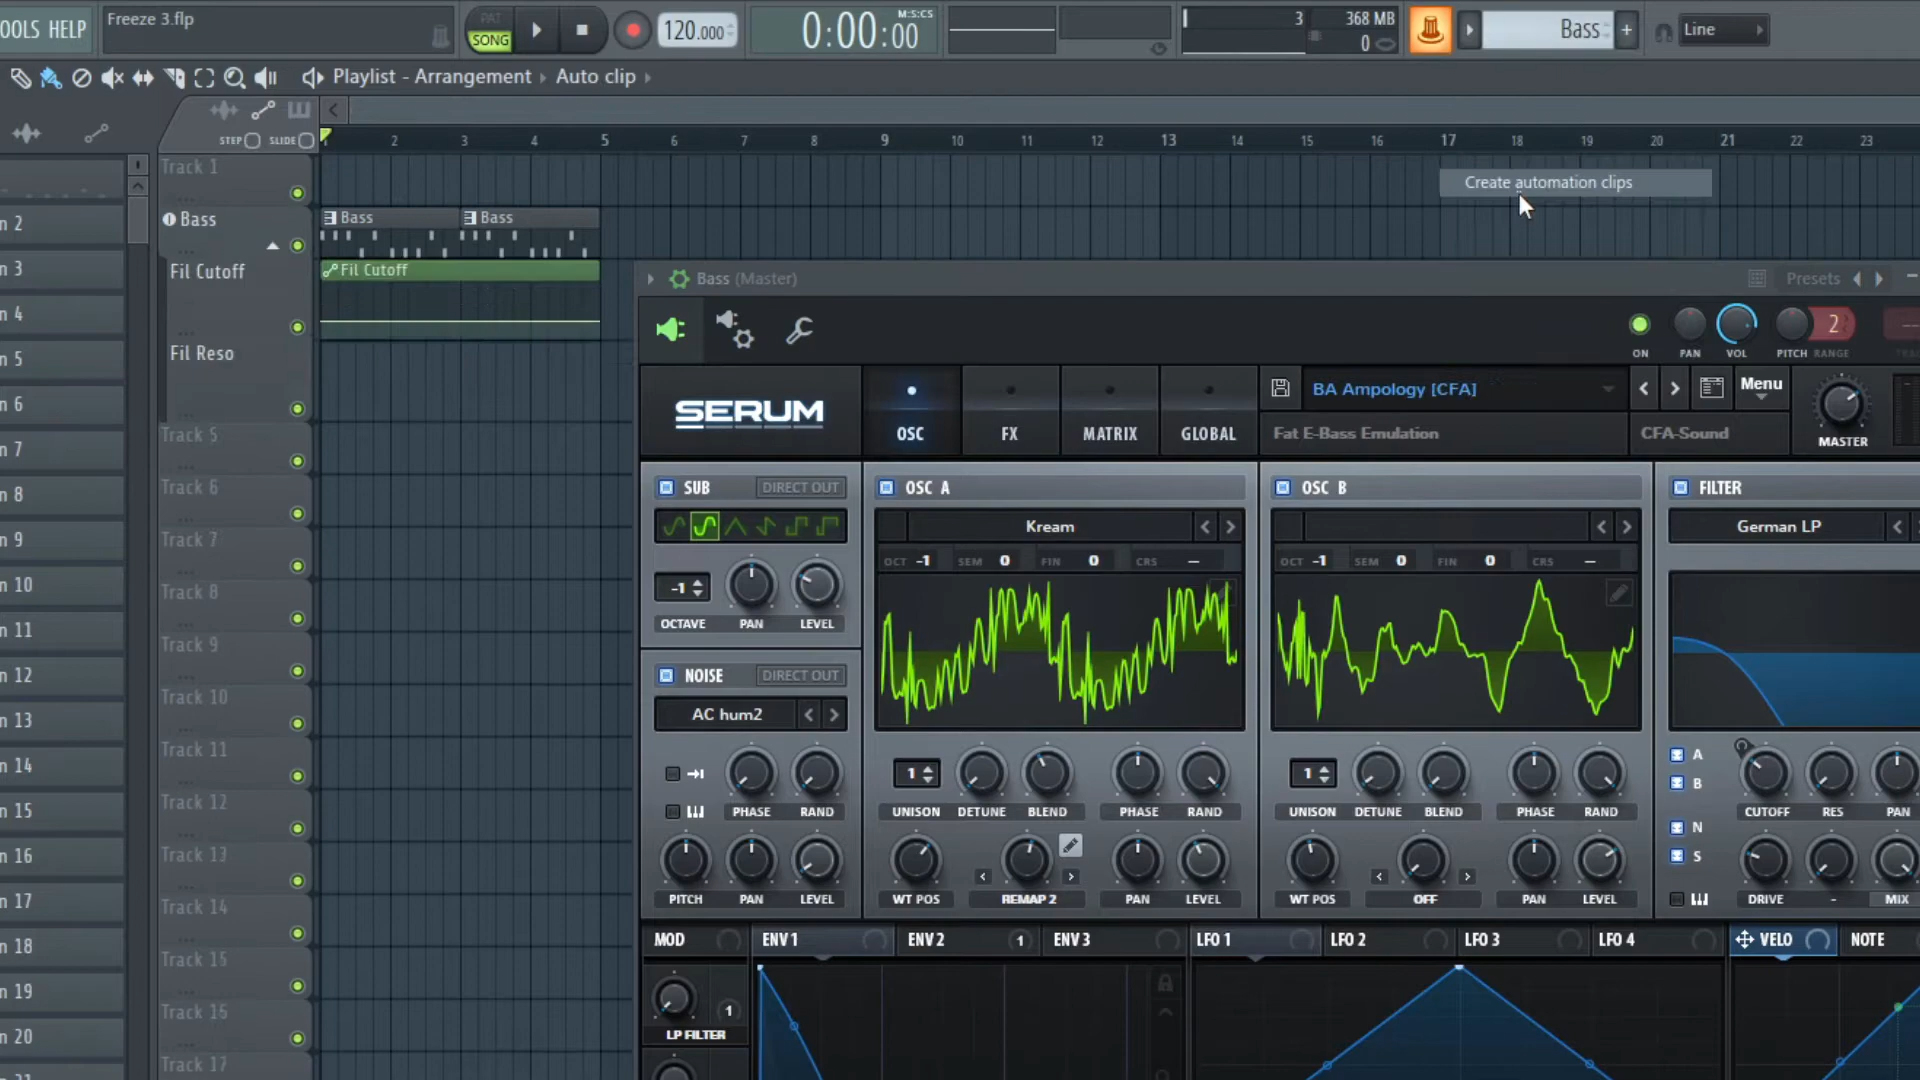 TOOLS HELP
Freeze 3.flp
PAT
SONG
120.000
0:00:00
M:S:CS
3
368 MB
0
Bass
+
Line
Playlist - Arrangement
Auto clip
STEP
SLIDE
2 3 4 5 6 7 8 9 10 11 12 13 14 15 16 17 18 19 20 21 22 23
Create automation clips
Track 1
Bass
Fil Cutoff
Fil Reso
Track 5
Track 6
Track 7
Track 8
Track 9
Track 10
Track 11
Track 12
Track 13
Track 14
Track 15
Track 16
Track 17
n 2
n 3
n 4
n 5
n 6
n 7
n 8
n 9
n 10
n 11
n 12
n 13
n 14
n 15
n 16
n 17
n 18
n 19
n 20
Bass
Bass
Fil Cutoff
Bass (Master)
Presets
ON PAN VOL PITCH RANGE
2
SERUM
OSC FX MATRIX GLOBAL
BA Ampology [CFA]
Menu
Fat E-Bass Emulation
CFA-Sound
MASTER
SUB DIRECT OUT
-1
OCTAVE PAN LEVEL
NOISE DIRECT OUT
AC hum2
PHASE RAND
PITCH PAN LEVEL
OSC A
Kream
OCT -1 SEM 0 FIN 0 CRS --
1
UNISON DETUNE BLEND PHASE RAND
WT POS REMAP 2 PAN LEVEL
OSC B
OCT -1 SEM 0 FIN 0 CRS --
1
UNISON DETUNE BLEND PHASE RAND
WT POS OFF PAN LEVEL
FILTER
German LP
A
B
N
S
CUTOFF RES PAN
DRIVE - MIX
MOD ENV 1 ENV 2 1 ENV 3 LFO 1 LFO 2 LFO 3 LFO 4 VELO NOTE
1
LP FILTER